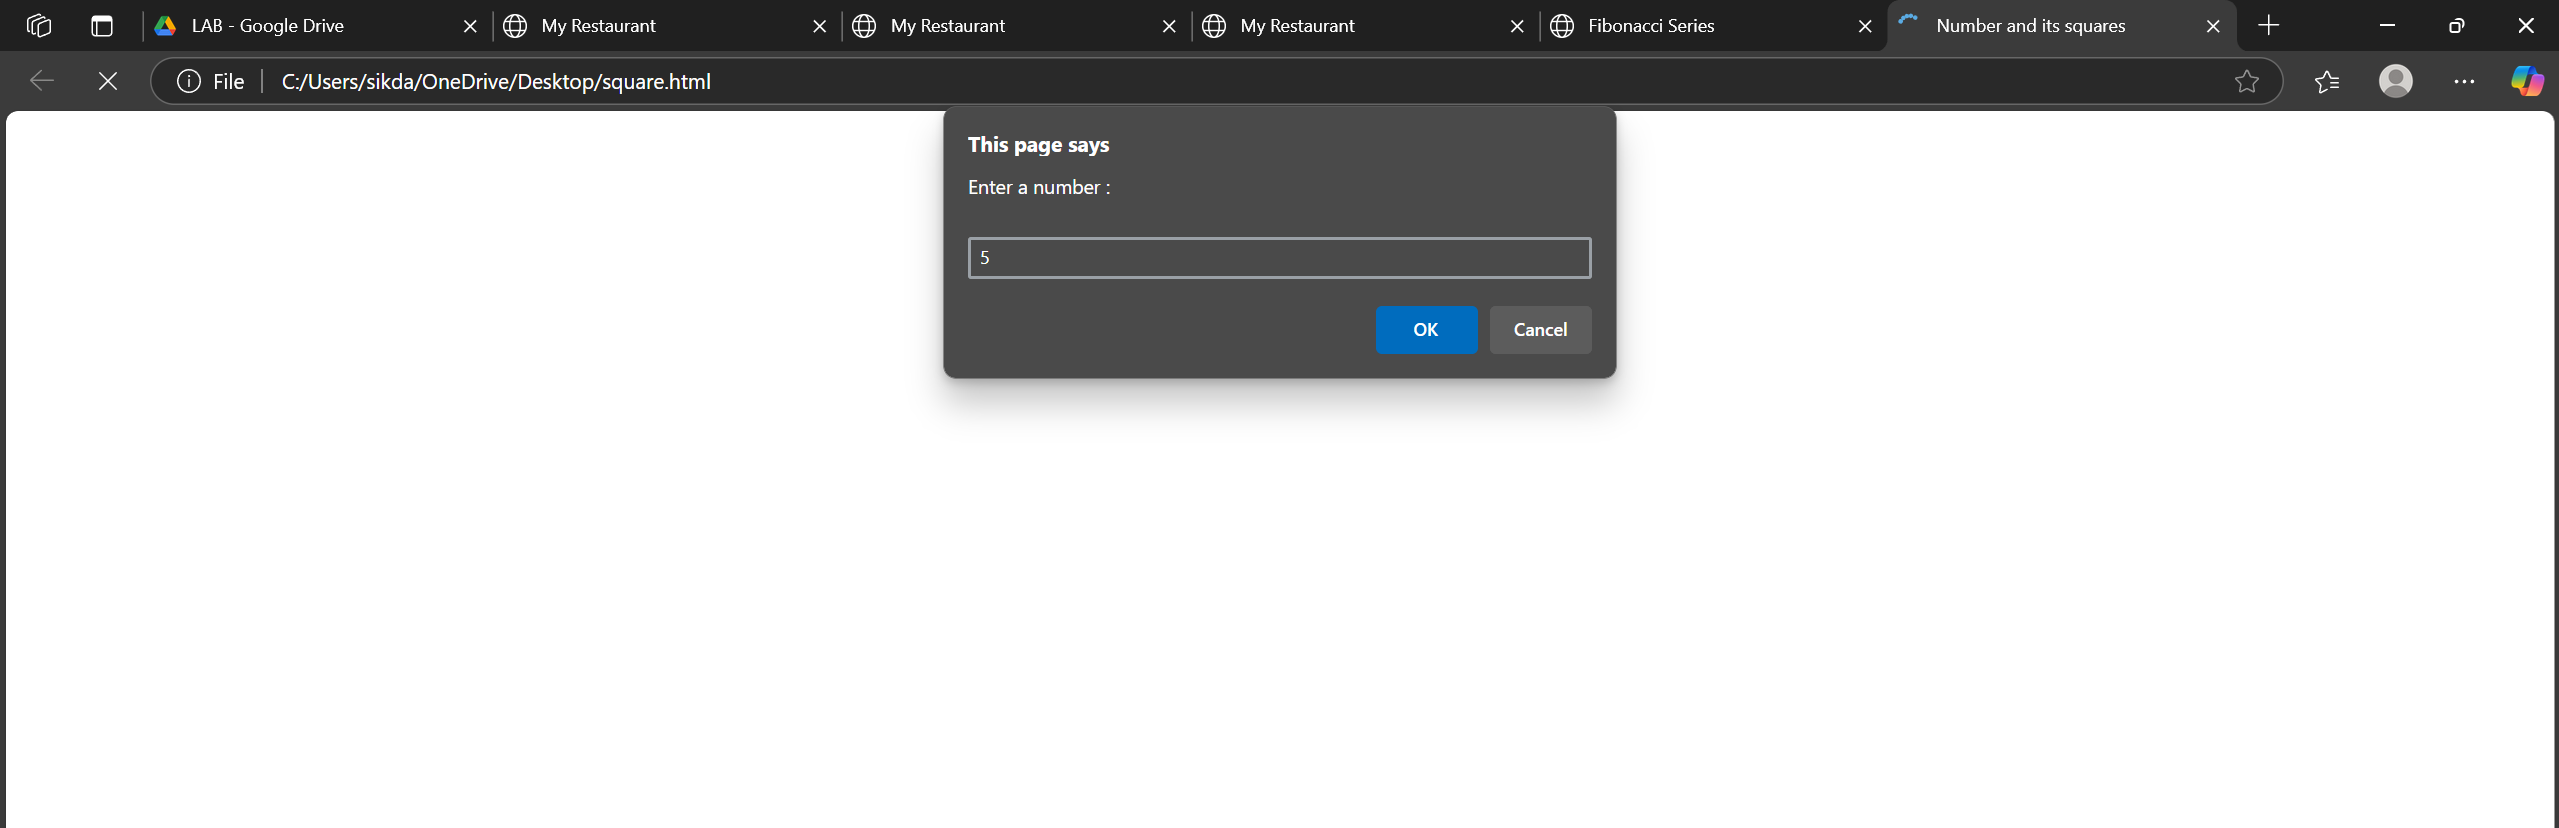 LAB - Google Drive
My Restaurant
My Restaurant
My Restaurant
Fibonacci Series
Number and its squares
File
C:/Users/sikda/OneDrive/Desktop/square.html
This page says
Enter a number :
5
OK
Cancel